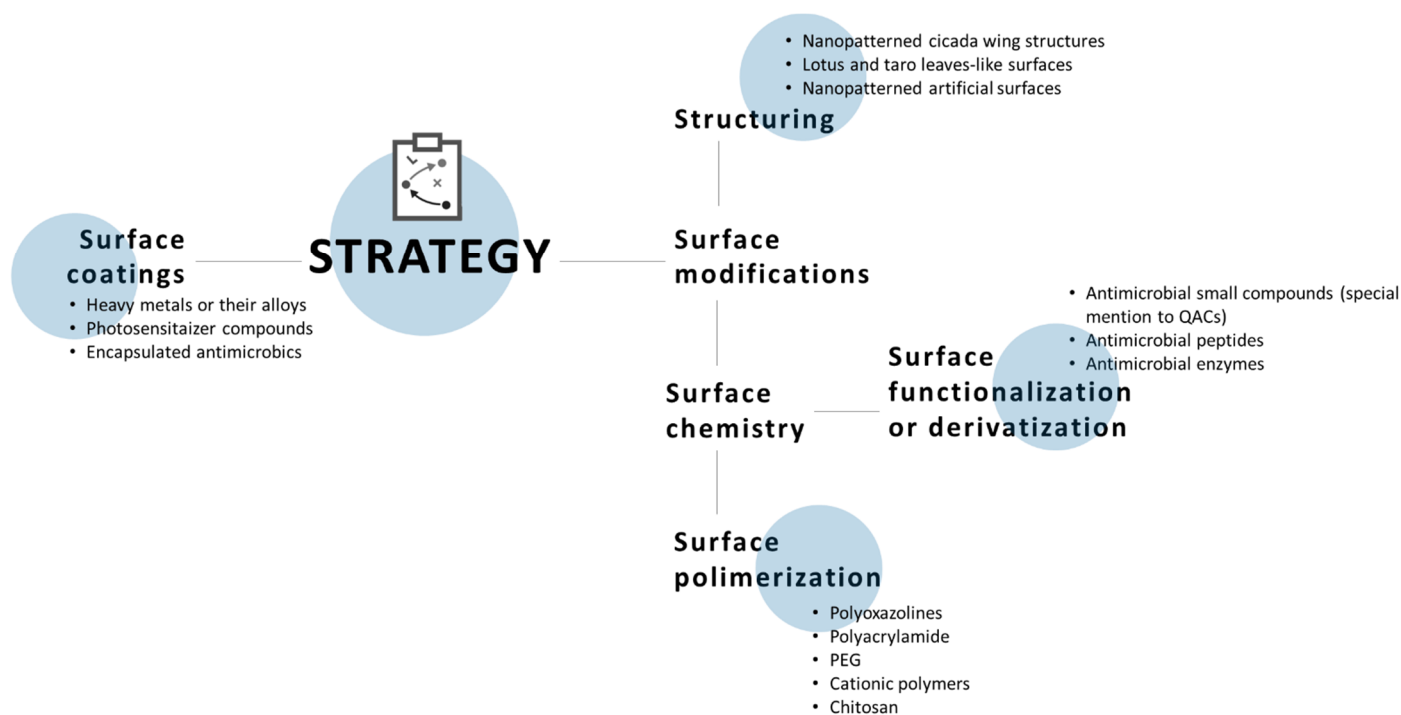 • Nanopatterned cicada wing structures
• Lotus and taro leaves-like surfaces
• Nanopatterned artificial surfaces
Structuring
STRATEGY
Surface
coatings
• Heavy metals or their alloys
• Photosensitaizer compounds
• Encapsulated antimicrobics
Surface
modifications
• Antimicrobial small compounds (special
mention to QACs)
• Antimicrobial peptides
• Antimicrobial enzymes
Surface
functionalization
or derivatization
Surface
chemistry
Surface
polimerization
• Polyoxazolines
• Polyacrylamide
• PEG
• Cationic polymers
• Chitosan